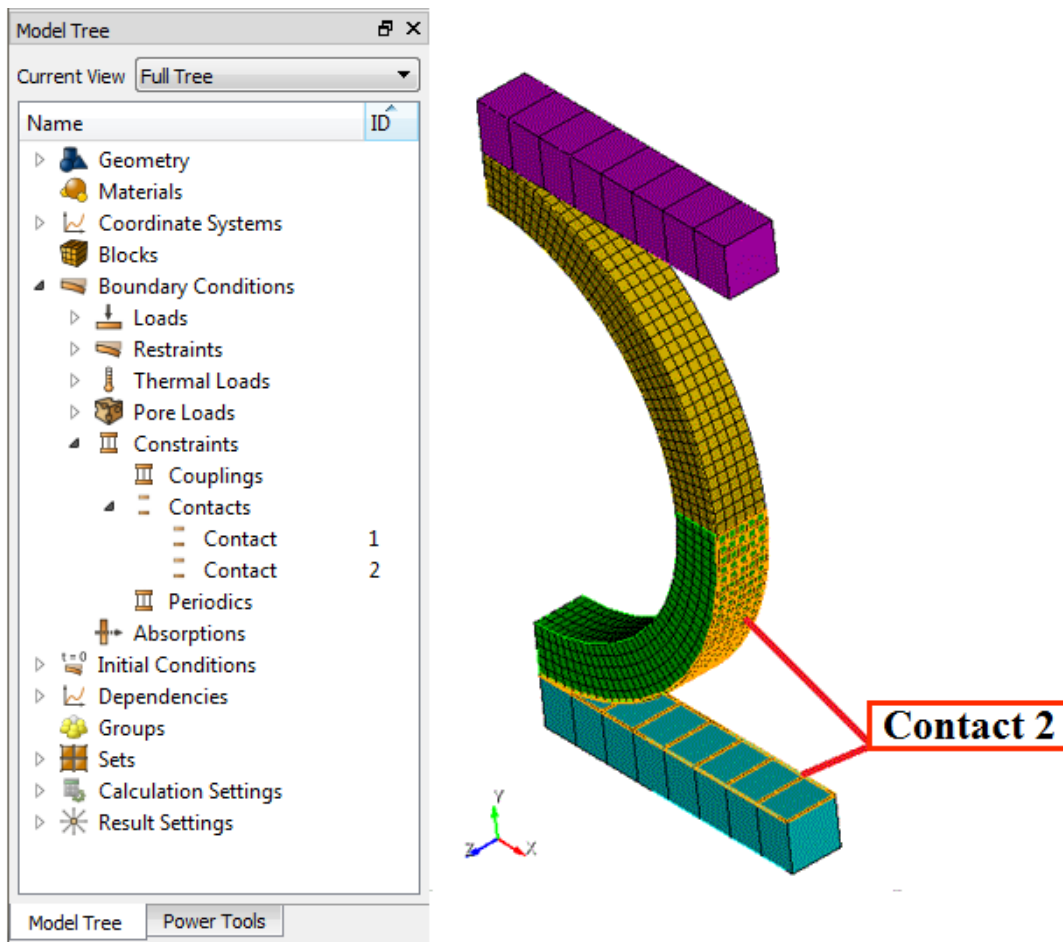 Model Tree
Current View Full Tree
Name ID
Geometry
Materials
Coordinate Systems
Blocks
Boundary Conditions
Loads
Restraints
Thermal Loads
Pore Loads
Constraints
Couplings
Contacts
Contact 1
Contact 2
Periodics
Absorptions
t=0 Initial Conditions
Dependencies
Groups
Sets
Calculation Settings
Result Settings
Model Tree Power Tools
Contact 2
Y
Z X